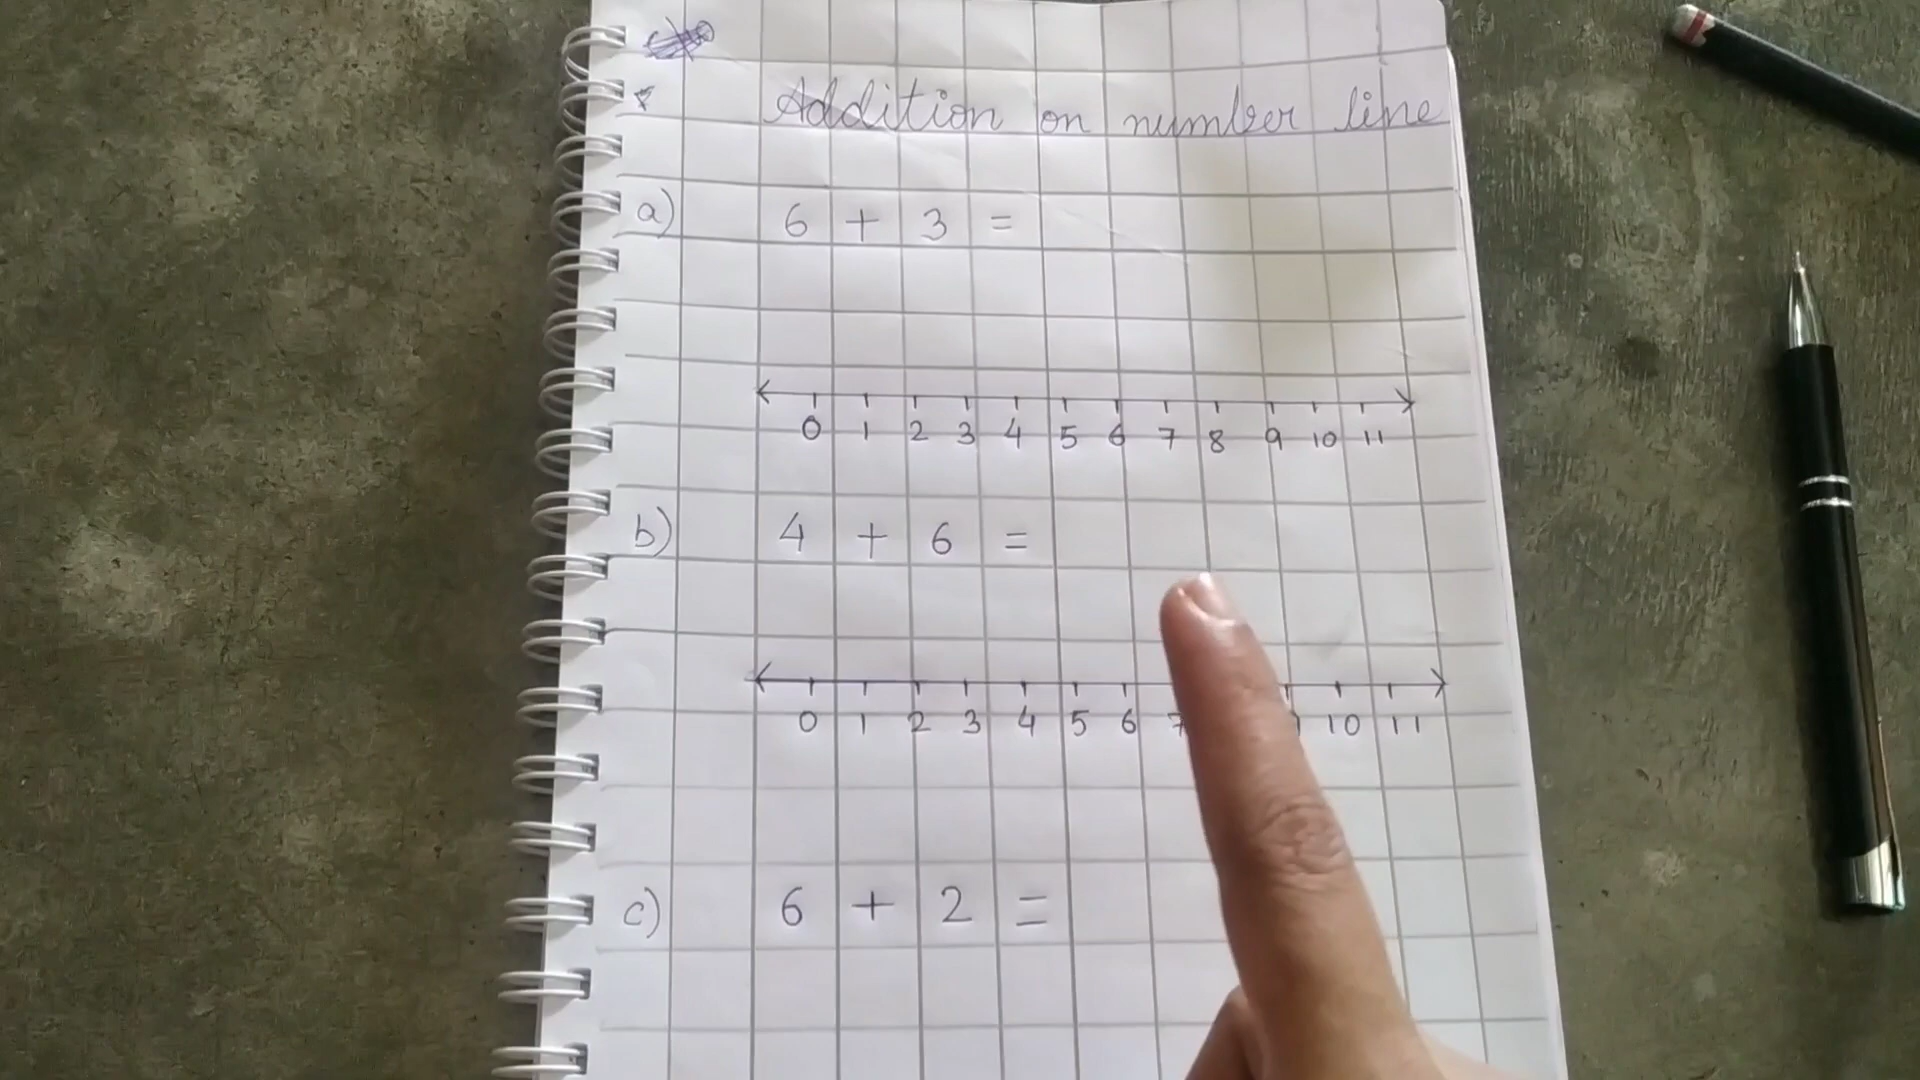 Addition on number line
a) 6 + 3 =
0 1 2 3 4 5 6 7 8 9 10 11
b) 4 + 6 =
0 1 2 3 4 5 6 7 10 11
c) 6 + 2 =